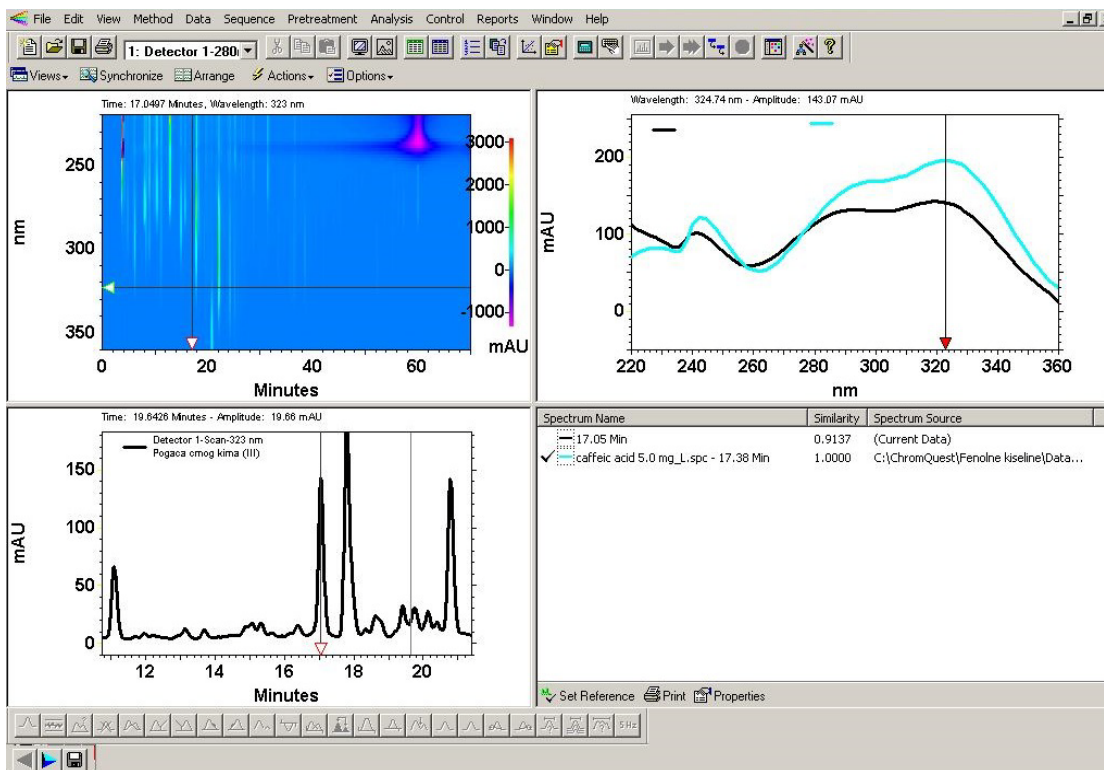 File Edit View Method Data Sequence Pretreatment Analysis Control Reports Window Help
1: Detector 1-280
Views Synchronize Arrange Actions Options
Time: 17.0497 Minutes, Wavelength: 323 nm
250
300
350
nm
0 20 40 60
Minutes
3000
2000
1000
0
-1000
mAU
Wavelength: 324.74 nm - Amplitude: 143.07 mAU
200
100
0
mAU
220 240 260 280 300 320 340 360
nm
Time: 19.6426 Minutes - Amplitude: 19.66 mAU
Detector 1-Scan-323 nm
Pogaca crnog kima (III)
150
100
50
0
mAU
12 14 16 18 20
Minutes
Spectrum Name Similarity Spectrum Source
17.05 Min 0.9137 (Current Data)
caffeic acid 5.0 mg_L.spc - 17.38 Min 1.0000 C:\ChromQuest\Fenolne kiseline\Data...
Set Reference Print Properties
5Hz